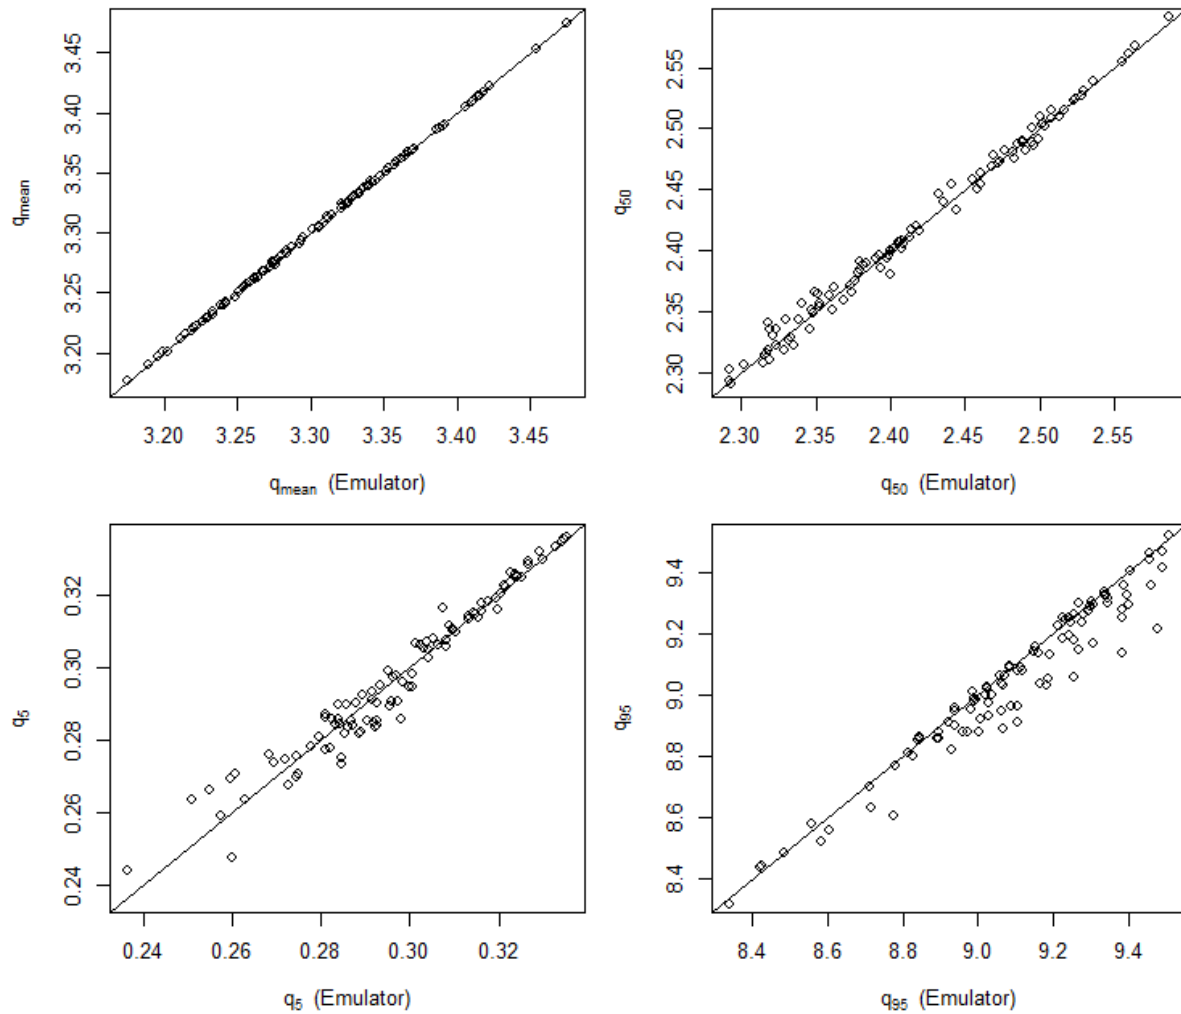 3.20 3.25 3.30 3.35 3.40 3.45
q_mean
3.20 3.25 3.30 3.35 3.40 3.45
q_mean (Emulator)
2.30 2.35 2.40 2.45 2.50 2.55
q_50
2.30 2.35 2.40 2.45 2.50 2.55
q_50 (Emulator)
0.24 0.26 0.28 0.30 0.32
q_5
0.24 0.26 0.28 0.30 0.32
q_5 (Emulator)
8.4 8.6 8.8 9.0 9.2 9.4
q_95
8.4 8.6 8.8 9.0 9.2 9.4
q_95 (Emulator)